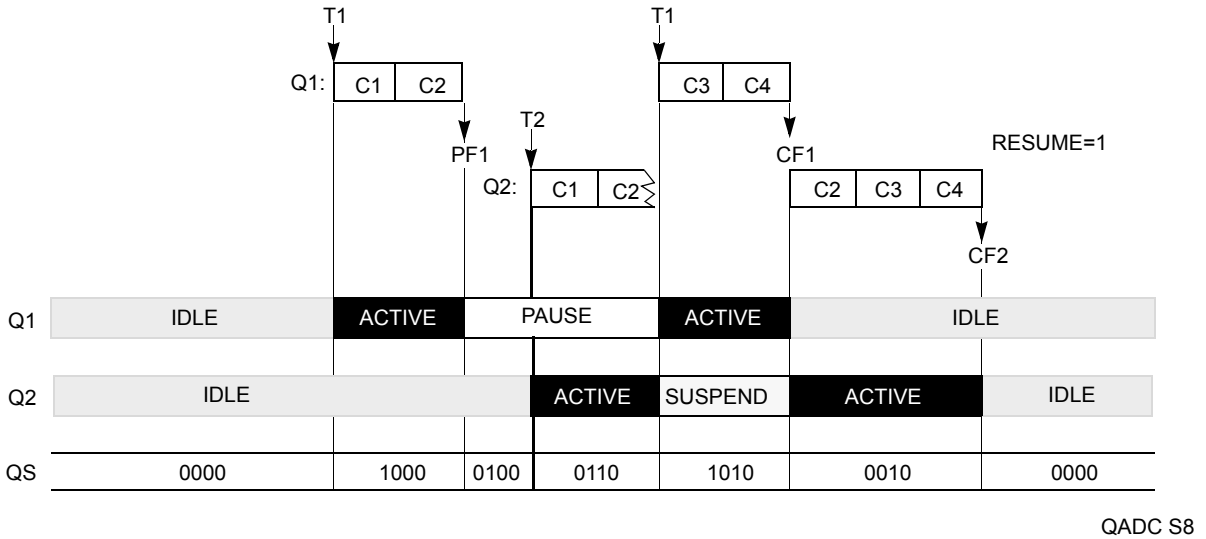 T1 T1
Q1: C1 C2 C3 C4
T2
PF1 CF1 RESUME=1
Q2: C1 C2 C2 C3 C4
CF2
Q1 IDLE ACTIVE PAUSE ACTIVE IDLE
Q2 IDLE ACTIVE SUSPEND ACTIVE IDLE
QS 0000 1000 0100 0110 1010 0010 0000
QADC S8